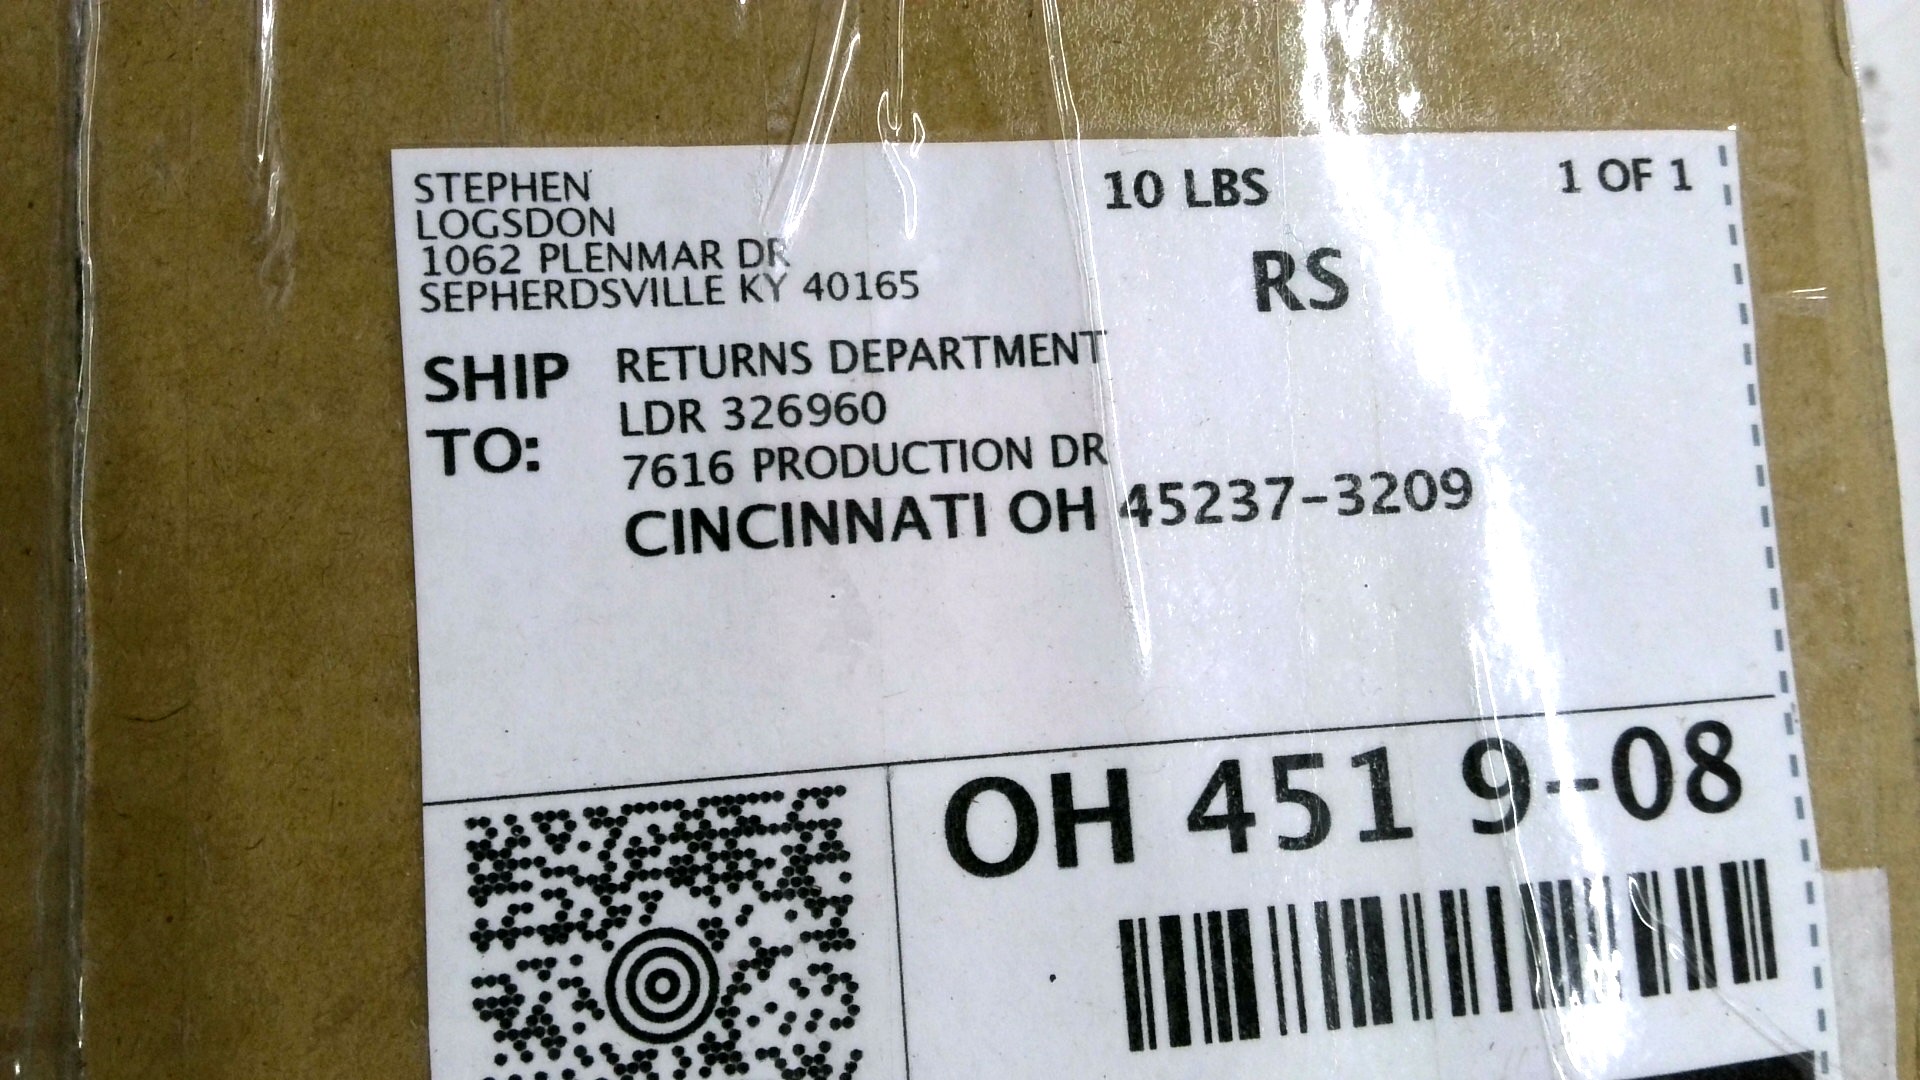 STEPHEN
LOGSDON
1062 PLENMAR DR
SEPHERDSVILLE KY 40165
10 LBS
1 OF 1
RS
SHIP TO:
RETURNS DEPARTMENT
LDR 326960
7616 PRODUCTION DR
CINCINNATI OH 45237-3209
OH 451 9-08